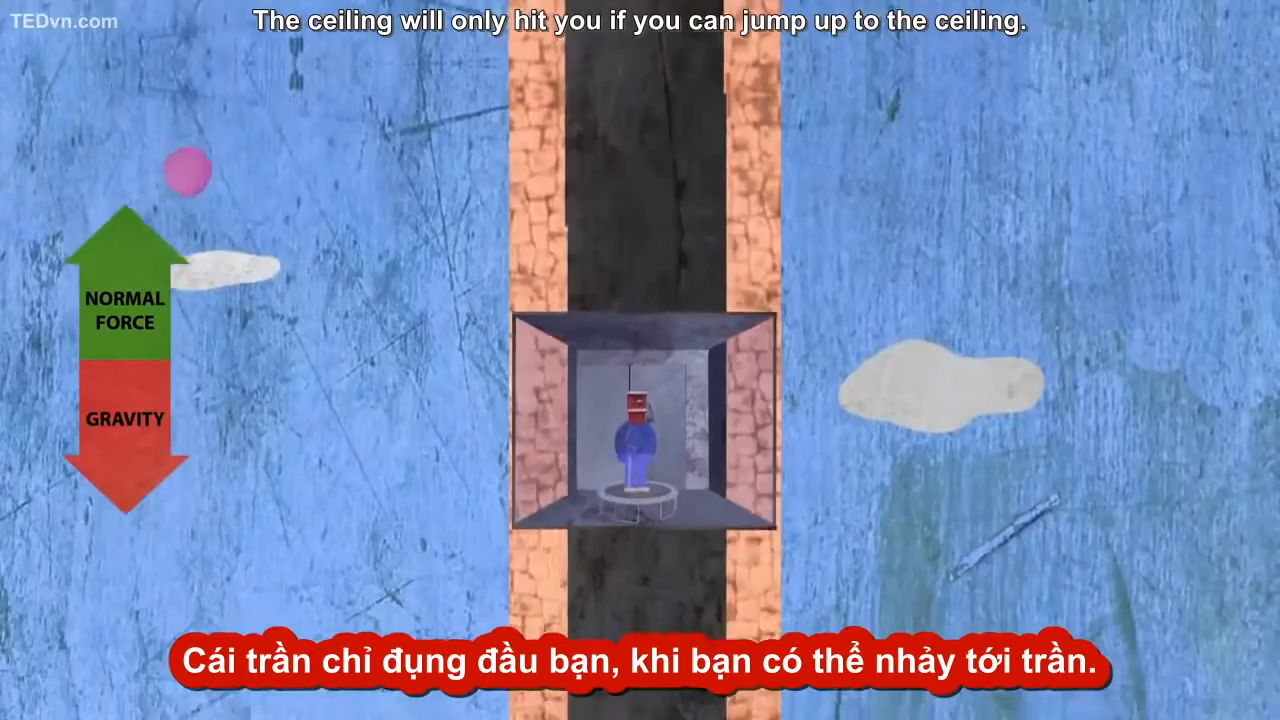 TEDvn.com
The ceiling will only hit you if you can jump up to the ceiling.
NORMAL
FORCE
GRAVITY
Cái trần chỉ đụng đầu bạn, khi bạn có thể nhảy tới trần.